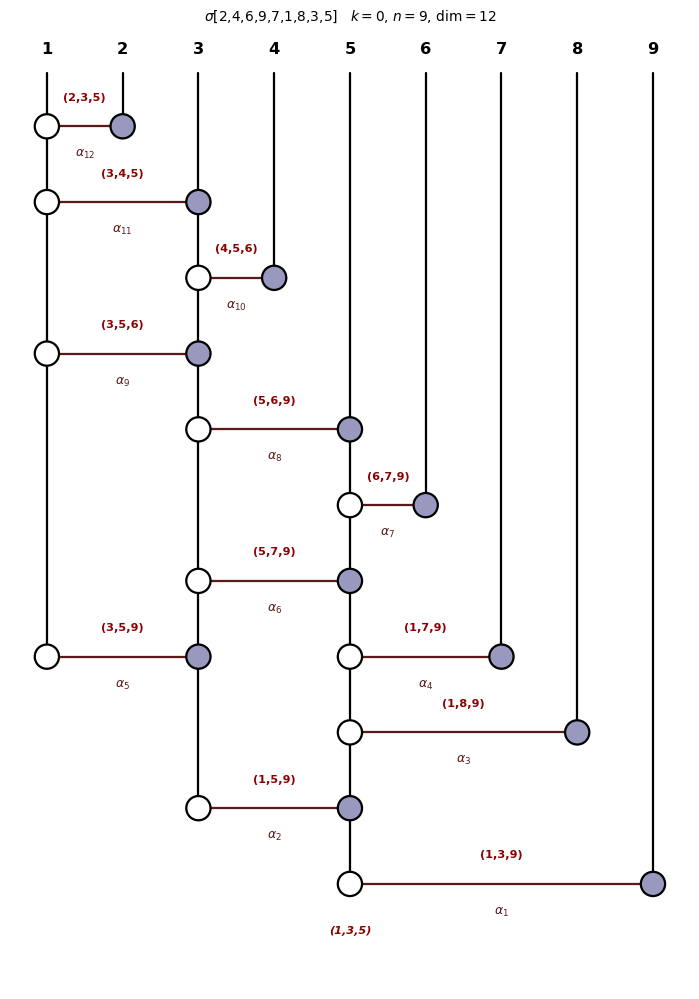 σ[2,4,6,9,7,1,8,3,5]   k=0, n=9, dim=12
1 2 3 4 5 6 7 8 9
(2,3,5)
α₁₂
(3,4,5)
α₁₁
(4,5,6)
α₁₀
(3,5,6)
α₉
(5,6,9)
α₈
(6,7,9)
α₇
(5,7,9)
α₆
(3,5,9) (1,7,9)
α₅ α₄
(1,8,9)
α₃
(1,5,9)
α₂
(1,3,9)
α₁
(1,3,5)